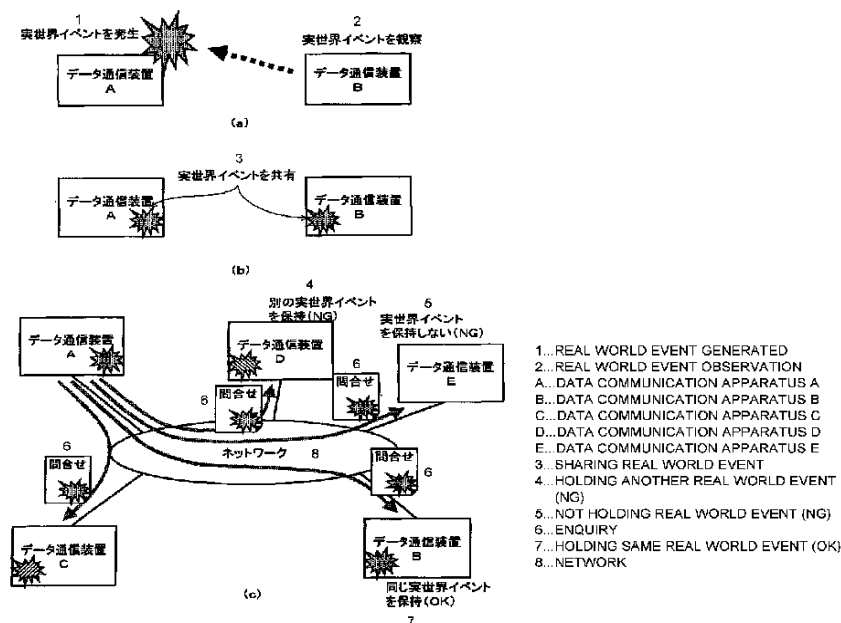 1
実世界イベントを発生
2
実世界イベントを観察
データ通信装置
A
データ通信装置
B
(a)
3
実世界イベントを共有
データ通信装置
A
データ通信装置
B
(b)
4
別の実世界イベント
を保持(NG)
5
実世界イベント
を保持しない(NG)
データ通信装置
A
データ通信装置
D
データ通信装置
E
6
問合せ
6
問合せ
6
問合せ
ネットワーク
8
問合せ
6
データ通信装置
C
データ通信装置
B
同じ実世界イベント
を保持(OK)
7
(c)
1...REAL WORLD EVENT GENERATED
2...REAL WORLD EVENT OBSERVATION
A...DATA COMMUNICATION APPARATUS A
B...DATA COMMUNICATION APPARATUS B
C...DATA COMMUNICATION APPARATUS C
D...DATA COMMUNICATION APPARATUS D
E...DATA COMMUNICATION APPARATUS E
3...SHARING REAL WORLD EVENT
4...HOLDING ANOTHER REAL WORLD EVENT
(NG)
5...NOT HOLDING REAL WORLD EVENT (NG)
6...ENQUIRY
7...HOLDING SAME REAL WORLD EVENT (OK)
8...NETWORK